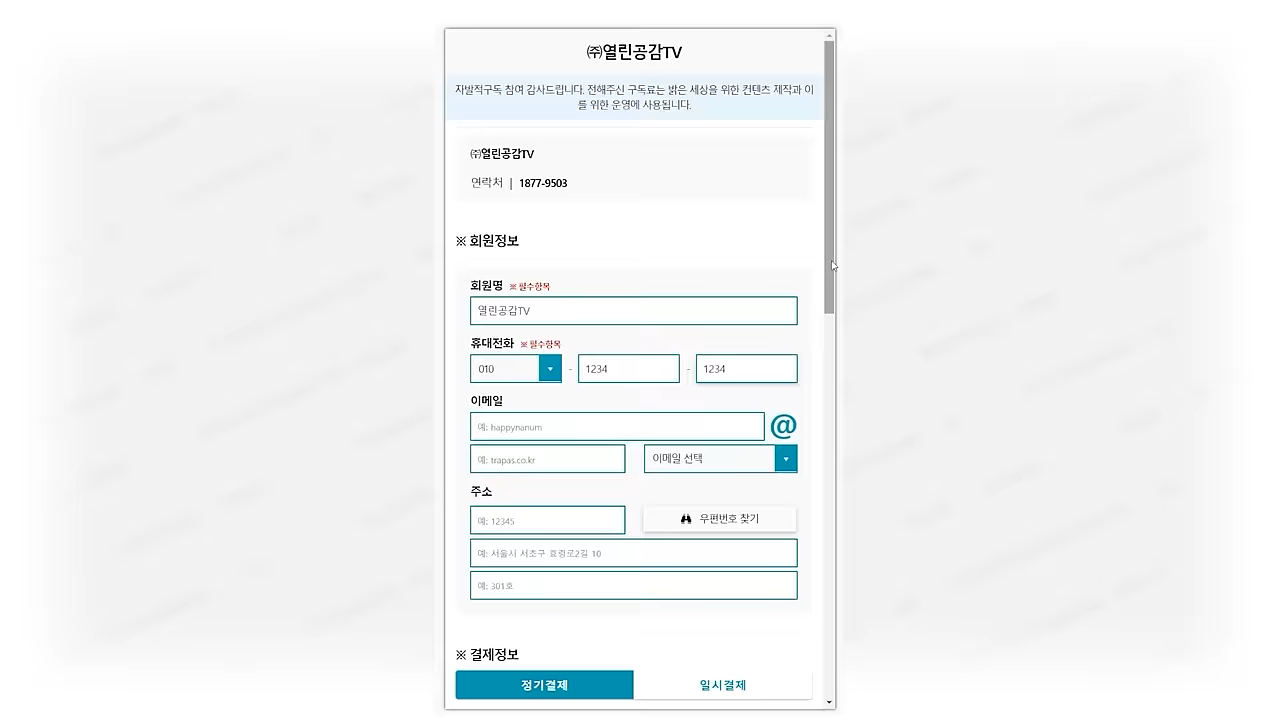 ㈜열린공감TV
자발적구독 참여 감사드립니다. 전해주신 구독료는 밝은 세상을 위한 컨텐츠 제작과 이
를 위한 운영에 사용됩니다.
㈜열린공감TV
연락처 | 1877-9503
※ 회원정보
회원명 ※ 필수항목
열린공감TV
휴대전화 ※ 필수항목
010 - 1234 - 1234
이메일
예: happynanum @
예: trapas.co.kr 이메일 선택
주소
예: 12345 우편번호 찾기
예: 서울시 서초구 효령로2길 10
예: 301호
※ 결제정보
정기결제 일시결제